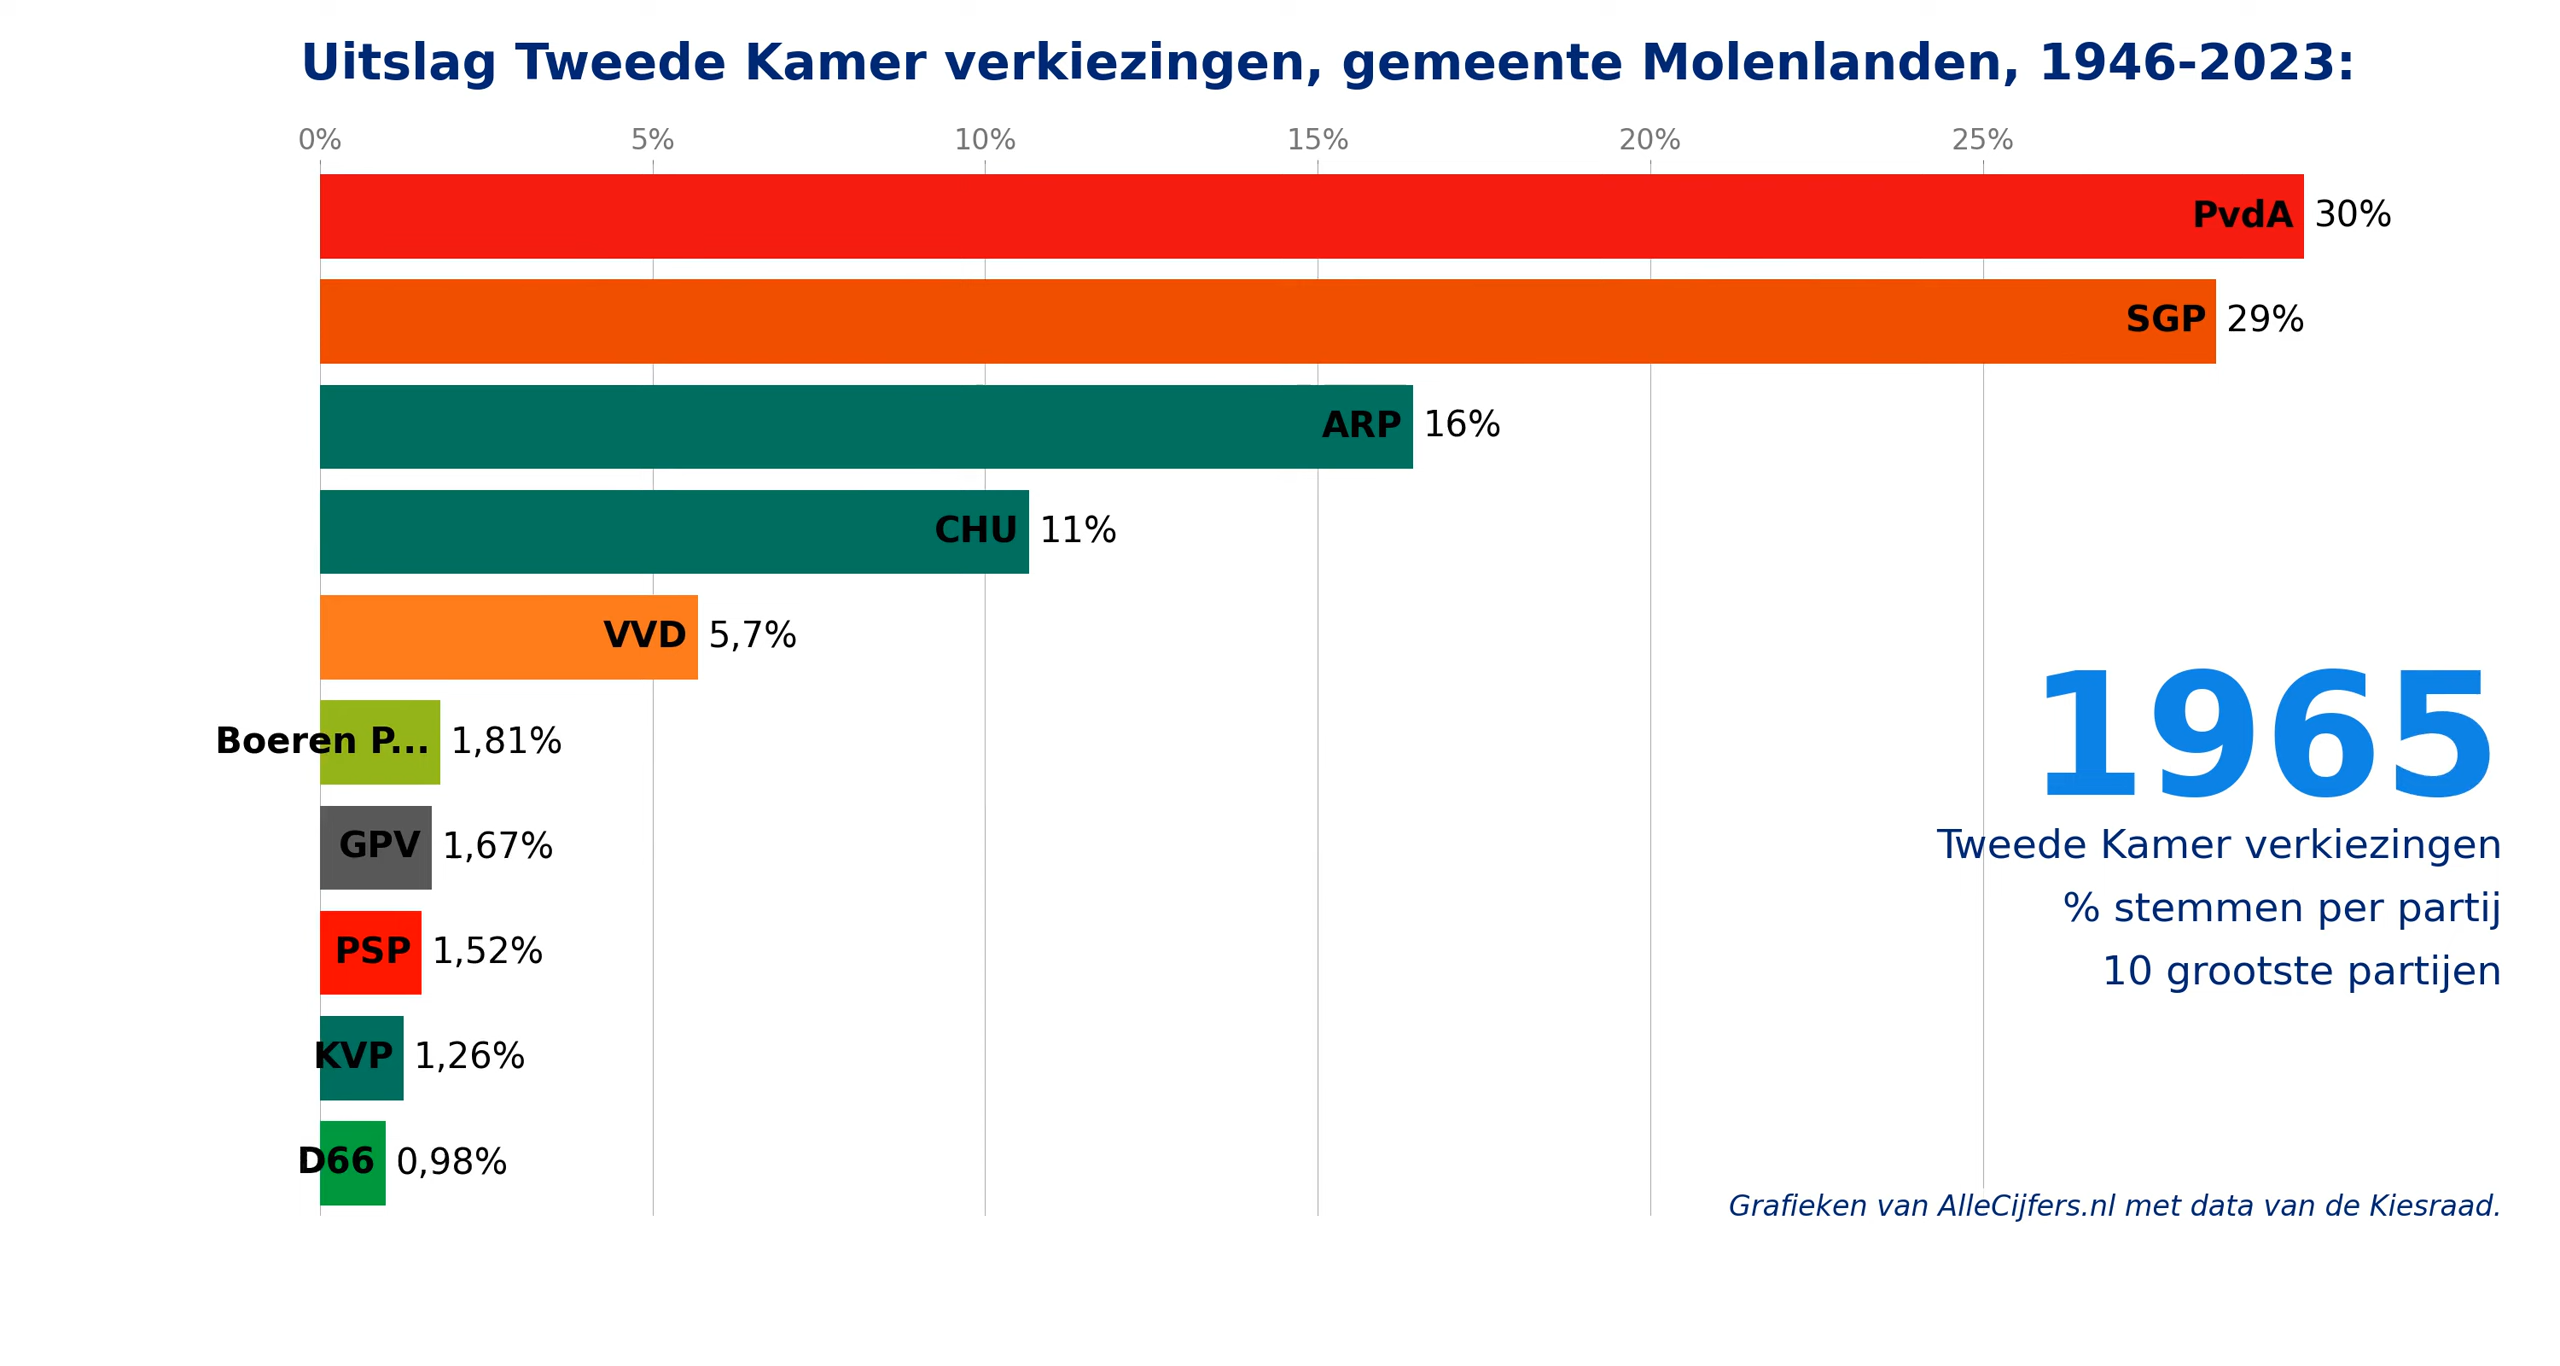 Uitslag Tweede Kamer verkiezingen, gemeente Molenlanden, 1946-2023:
0% 5% 10% 15% 20% 25%
PvdA 30%
SGP 29%
ARP 16%
CHU 11%
VVD 5,7%
Boeren P... 1,81%
GPV 1,67%
PSP 1,52%
KVP 1,26%
D66 0,98%
1965
Tweede Kamer verkiezingen
% stemmen per partij
10 grootste partijen
Grafieken van AlleCijfers.nl met data van de Kiesraad.